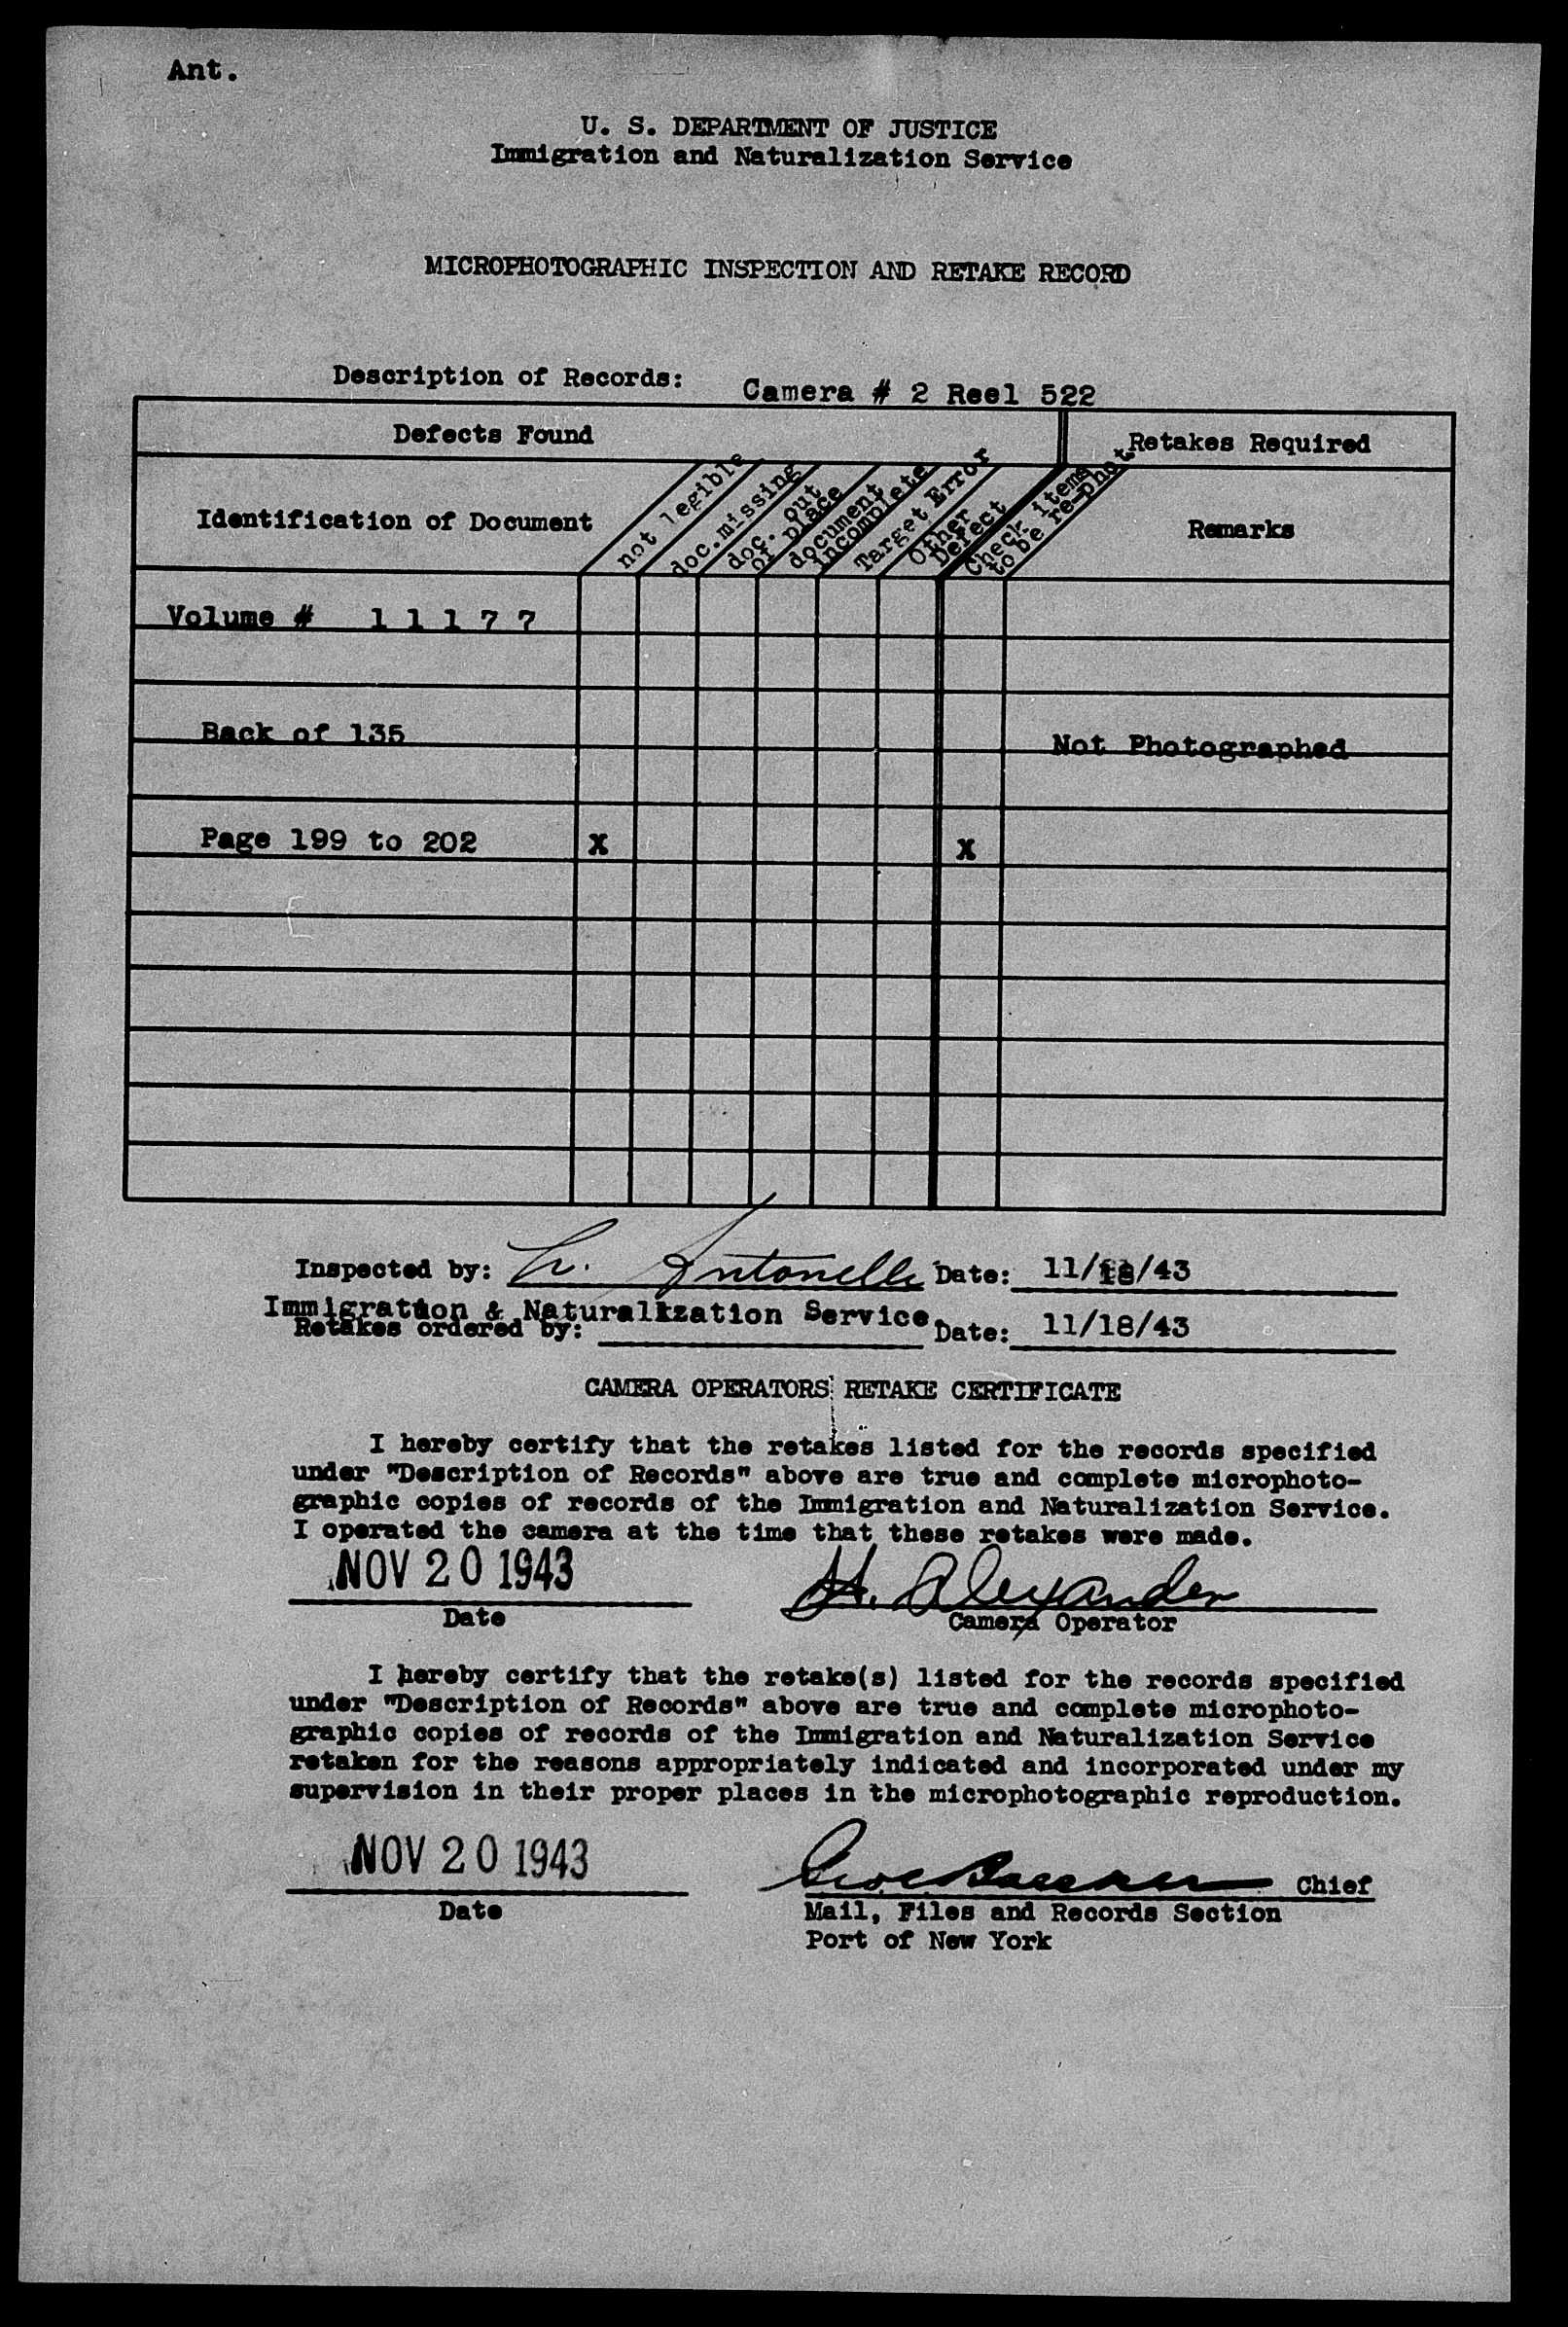 Ant.
U. S. DEPARTMENT OF JUSTICE
Immigration and Naturalization Service
MICROPHOTOGRAPHIC INSPECTION AND RETAKE RECORD
Description of Records: Camera # 2 Reel 522
Defects Found
Retakes Required
Identification of Document
not legible
doc. missing
doc. out
of place
document
incomplete
Target Error
Other
Defect
Check items
to be re-phot.
Remarks
Volume # 1 1 1 7 7
Back of 135 Not Photographed
Page 199 to 202 X X
Inspected by: Antonelle Date: 11/18/43
Immigration & Naturalization Service.
Retakes ordered by: Date: 11/18/43
CAMERA OPERATORS RETAKE CERTIFICATE
I hereby certify that the retakes listed for the records specified
under "Description of Records" above are true and complete microphoto-
graphic copies of records of the Immigration and Naturalization Service.
I operated the camera at the time that these retakes were made.
NOV 20 1943 H. Alexander
Date Camera Operator
I hereby certify that the retake(s) listed for the records specified
under "Description of Records" above are true and complete microphoto-
graphic copies of records of the Immigration and Naturalization Service
retaken for the reasons appropriately indicated and incorporated under my
supervision in their proper places in the microphotographic reproduction.
NOV 20 1943 Chief
Date Mail, Files and Records Section
Port of New York